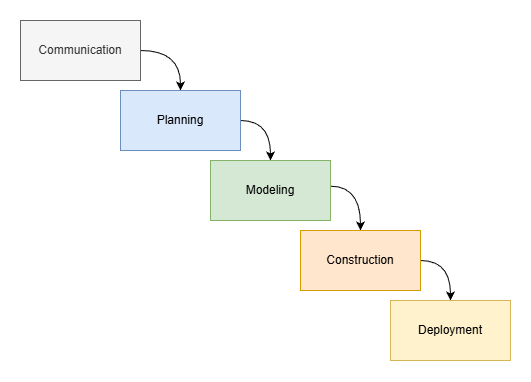 Communication
Planning
Modeling
Construction
Deployment